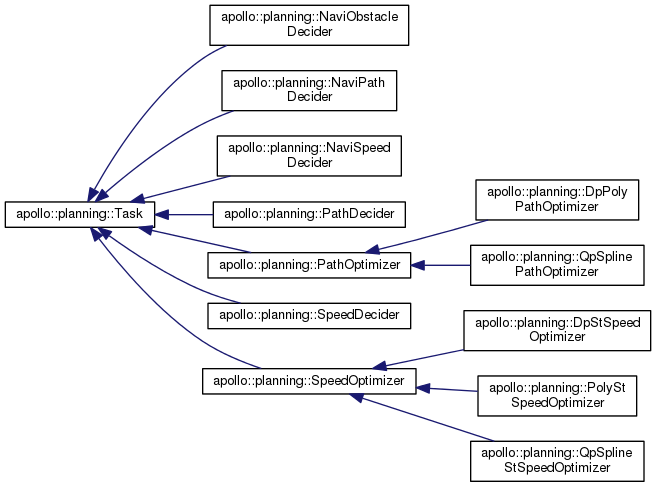 apollo::planning::NaviObstacle
Decider
apollo::planning::NaviPath
Decider
apollo::planning::NaviSpeed
Decider
apollo::planning::Task
apollo::planning::PathDecider
apollo::planning::PathOptimizer
apollo::planning::SpeedDecider
apollo::planning::SpeedOptimizer
apollo::planning::DpPoly
PathOptimizer
apollo::planning::QpSpline
PathOptimizer
apollo::planning::DpStSpeed
Optimizer
apollo::planning::PolySt
SpeedOptimizer
apollo::planning::QpSpline
StSpeedOptimizer